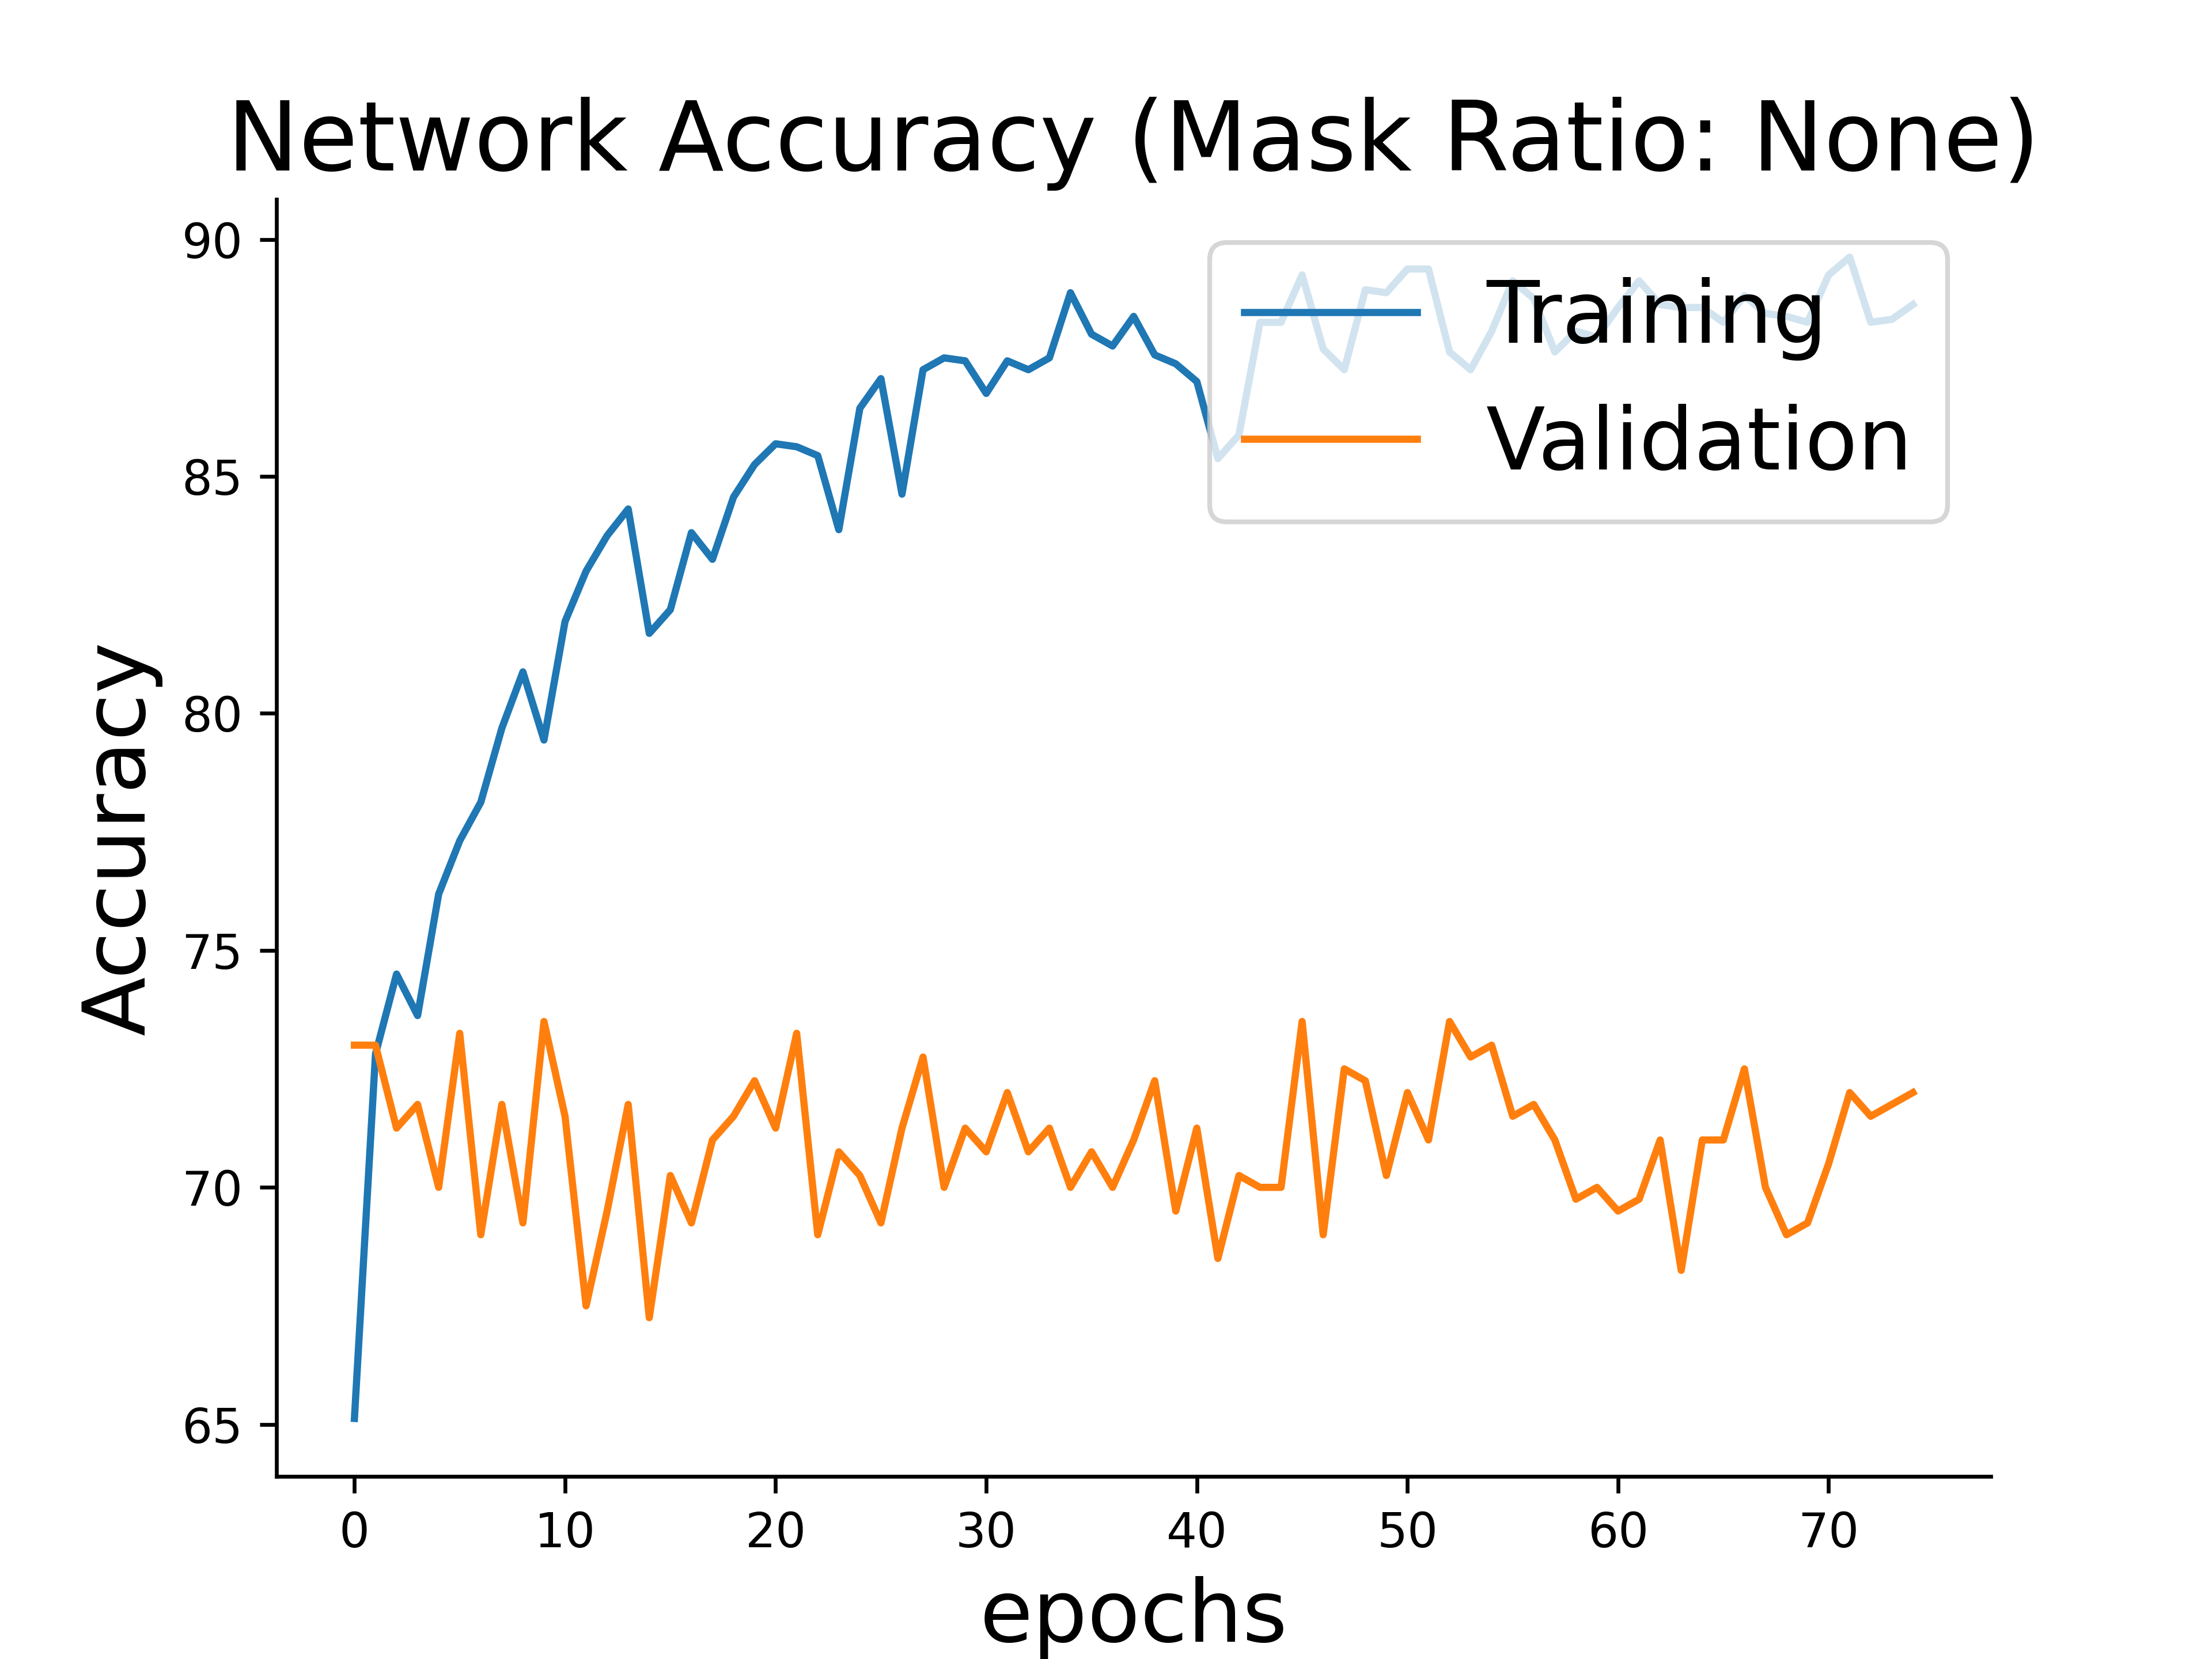 Network Accuracy (Mask Ratio: None)
Training
Validation
Accuracy
90
85
80
75
70
65
0 10 20 30 40 50 60 70
epochs